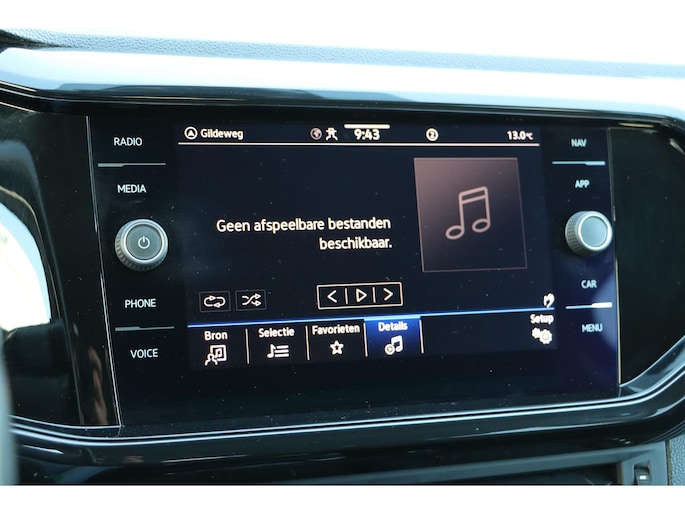 RADIO
MEDIA
PHONE
VOICE
Gildeweg
9:43
2
13.0°C
Geen afspeelbare bestanden
beschikbaar.
Bron
Selectie
Favorieten
Details
Setup
NAV
APP
CAR
MENU